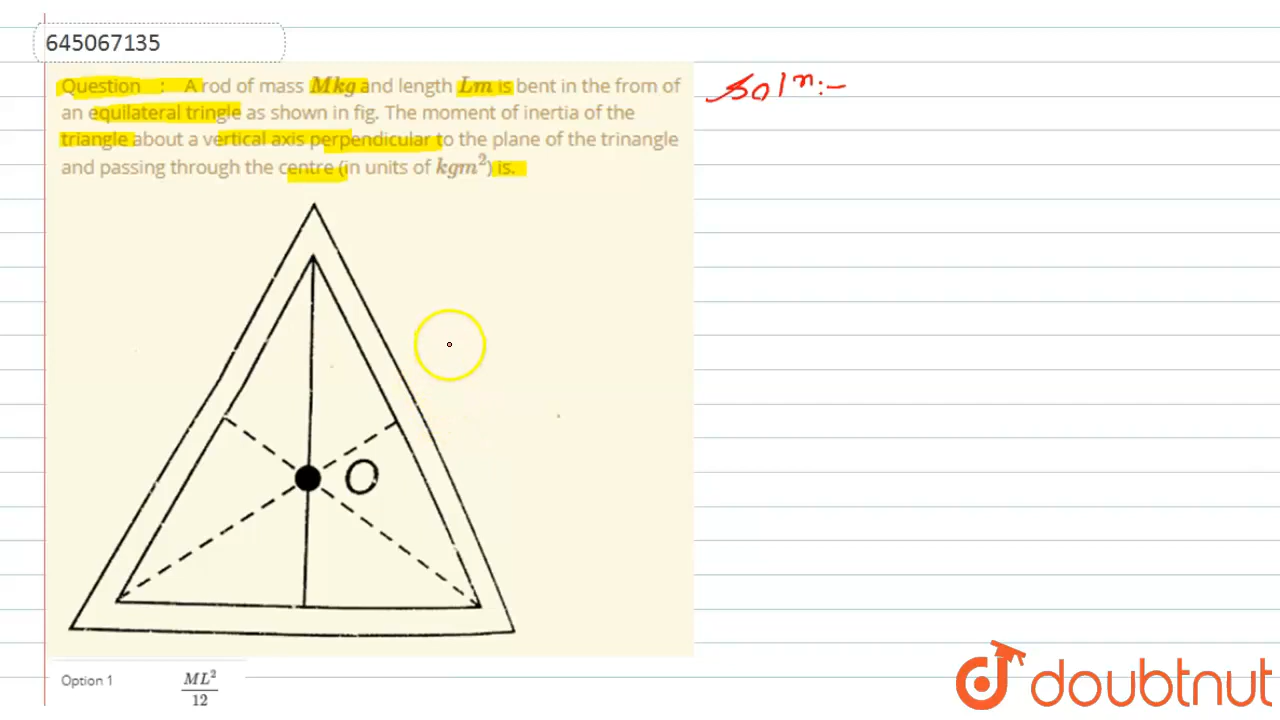 645067135
Question : A rod of mass Mkg and length Lm is bent in the from of
an equilateral tringle as shown in fig. The moment of inertia of the
triangle about a vertical axis perpendicular to the plane of the trinangle
and passing through the centre (in units of kgm²) is.
Solⁿ:-
O
Option 1
ML²/12
doubtnut